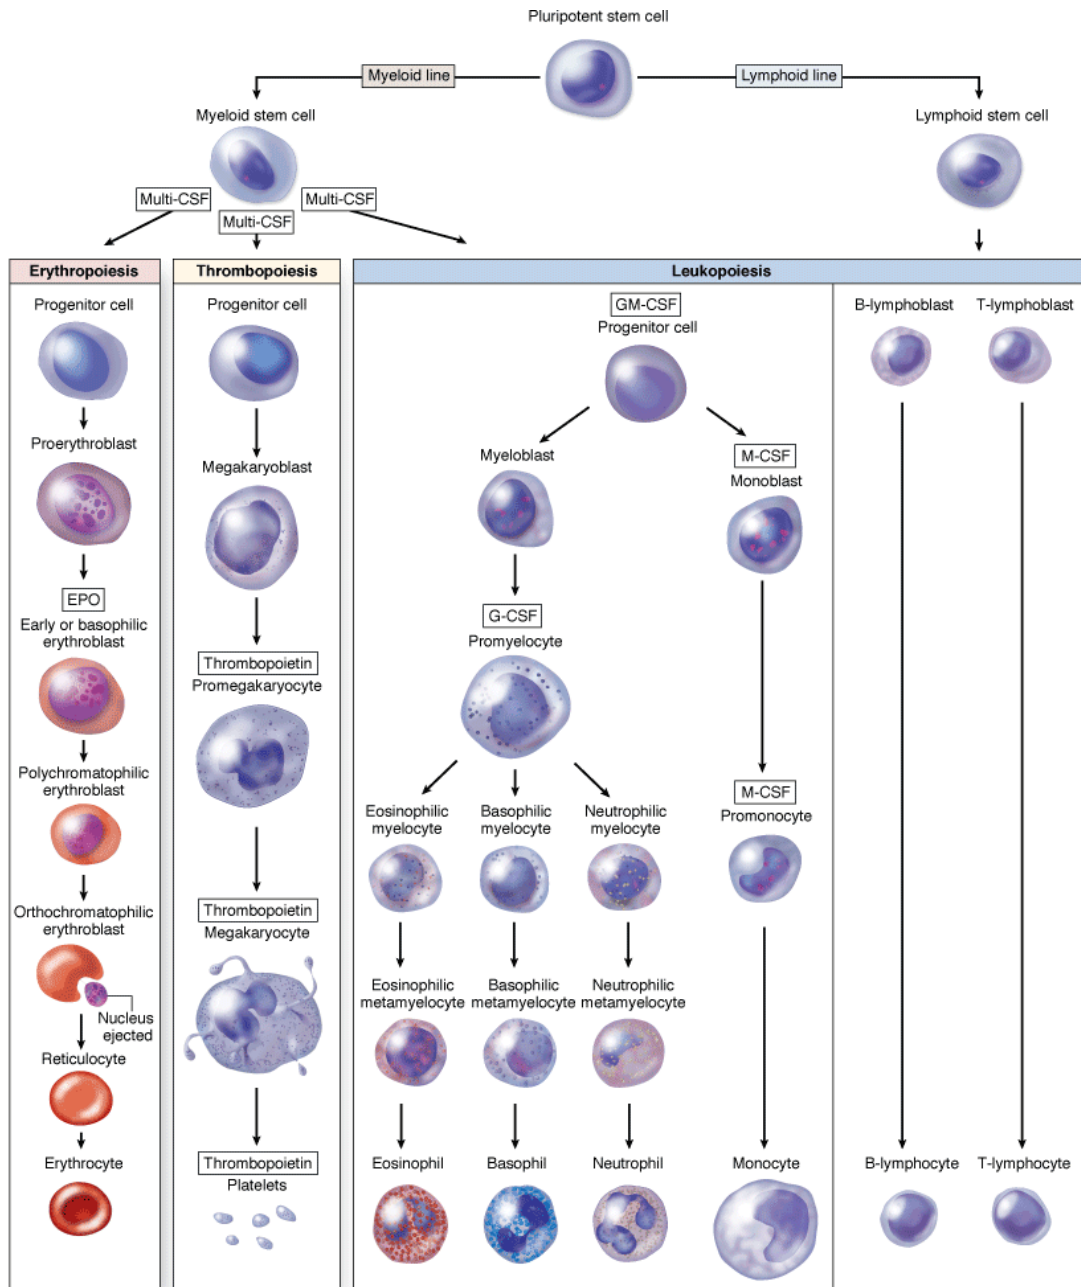 Pluripotent stem cell
Myeloid line
Lymphoid line
Myeloid stem cell
Lymphoid stem cell
Multi-CSF
Multi-CSF
Multi-CSF
Erythropoiesis
Progenitor cell
Proerythroblast
EPO
Early or basophilic
erythroblast
Polychromatophilic
erythroblast
Orthochromatophilic
erythroblast
Nucleus
ejected
Reticulocyte
Erythrocyte
Thrombopoiesis
Progenitor cell
Megakaryoblast
Thrombopoietin
Promegakaryocyte
Thrombopoietin
Megakaryocyte
Thrombopoietin
Platelets
Leukopoiesis
GM-CSF
Progenitor cell
Myeloblast
G-CSF
Promyelocyte
Eosinophilic
myelocyte
Basophilic
myelocyte
Neutrophilic
myelocyte
Eosinophilic
metamyelocyte
Basophilic
metamyelocyte
Neutrophilic
metamyelocyte
Eosinophil
Basophil
Neutrophil
M-CSF
Monoblast
M-CSF
Promonocyte
Monocyte
B-lymphoblast
T-lymphoblast
B-lymphocyte
T-lymphocyte